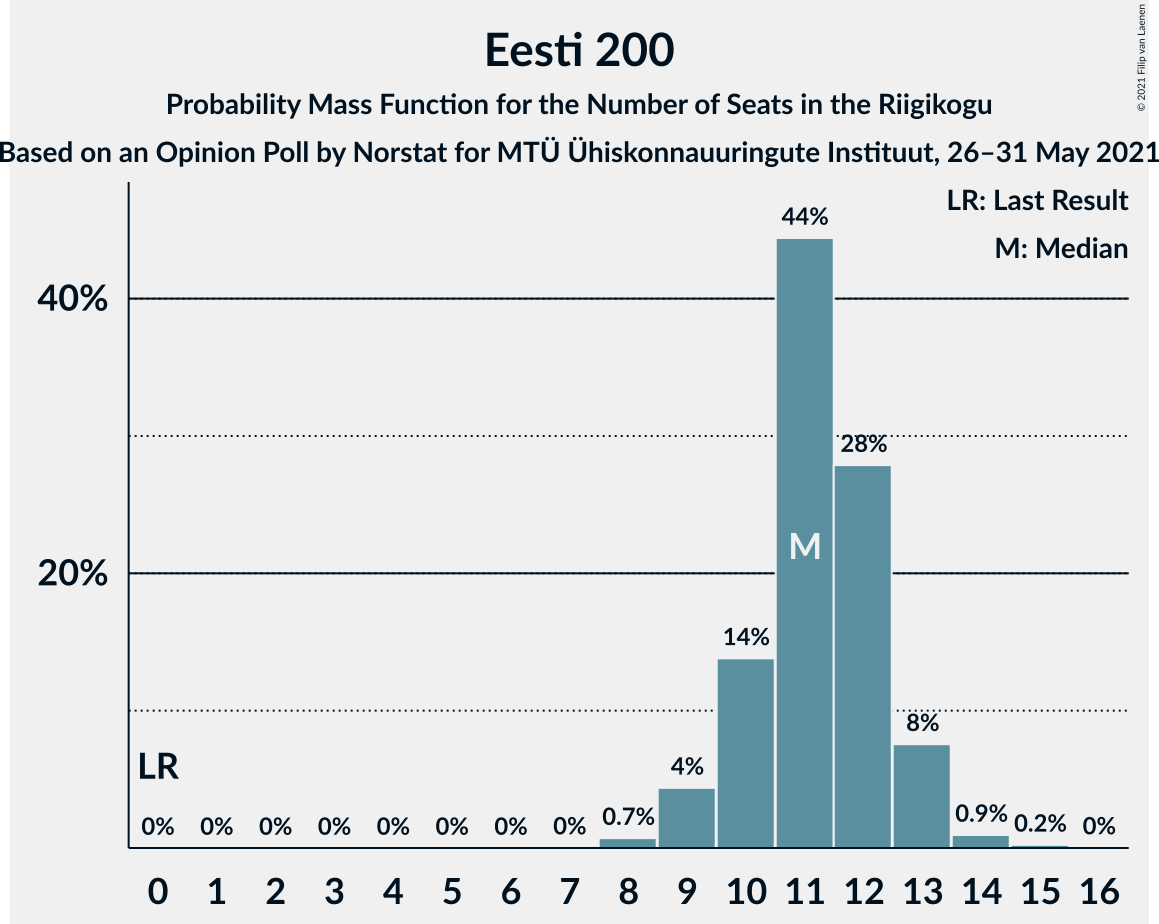 Eesti 200
Probability Mass Function for the Number of Seats in the Riigikogu
Based on an Opinion Poll by Norstat for MTÜ Ühiskonnauuringute Instituut, 26–31 May 2021
© 2021 Filip van Laenen
LR: Last Result
M: Median
44%
40%
28%
M
20%
14%
8%
LR
4%
0% 0% 0% 0% 0% 0% 0% 0% 0.7% 0.9% 0.2% 0%
0 1 2 3 4 5 6 7 8 9 10 11 12 13 14 15 16